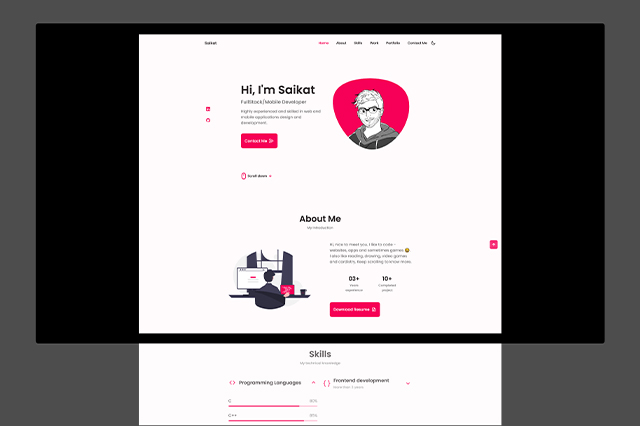 Saikat
Home About Skills Work Portfolio Contact Me
Hi, I'm Saikat
FullStack/Mobile Developer
Highly experienced and skilled in web and
mobile applications design and
development.
Contact Me
Scroll down
About Me
My Introduction
Hi, nice to meet you. I like to code -
websites, apps and sometimes games.
I also like reading, drawing, video games
and cartoons. Keep scrolling to know more.
03+ 10+
Years Completed
experience project
Download Resume
Skills
My technical knowledge
Programming Languages
Frontend development
C
C++